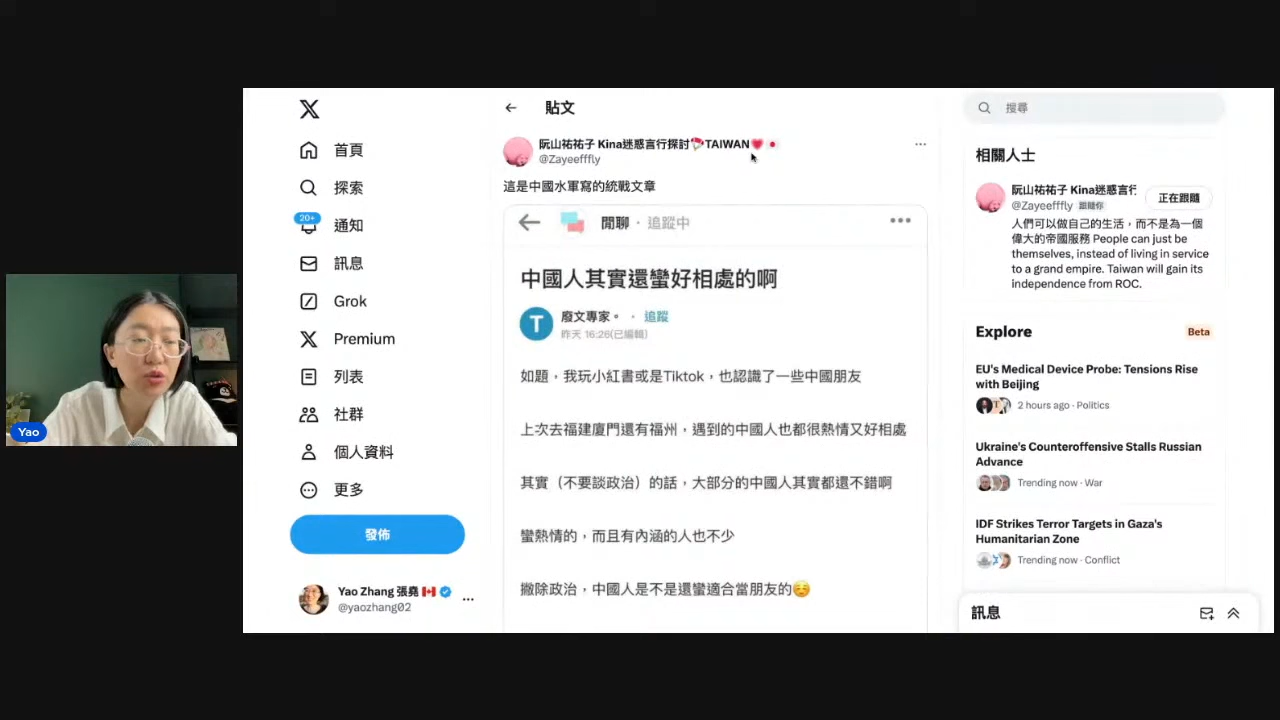 Yao
首頁
探索
20+
通知
訊息
Grok
Premium
列表
社群
個人資料
更多
發佈
Yao Zhang 張堯
@yaozhang02
貼文
阮山祐祐子 Kina迷惑言行探討 TAIWAN
@Zayeefffly
這是中國水軍寫的統戰文章
閒聊 · 追蹤中
中國人其實還蠻好相處的啊
T
廢文專家。 · 追蹤
昨天 16:26(已編輯)
如題，我玩小紅書或是Tiktok，也認識了一些中國朋友
上次去福建廈門還有福州，遇到的中國人也都很熱情又好相處
其實（不要談政治）的話，大部分的中國人其實都還不錯啊
蠻熱情的，而且有內涵的人也不少
撇除政治，中國人是不是還蠻適合當朋友的☺️
搜尋
相關人士
阮山祐祐子 Kina迷惑言行
@Zayeefffly 跟隨你
正在跟隨
人們可以做自己的生活，而不是為一個
偉大的帝國服務 People can just be
themselves, instead of living in service
to a grand empire. Taiwan will gain its
independence from ROC.
Explore
Beta
EU's Medical Device Probe: Tensions Rise
with Beijing
2 hours ago · Politics
Ukraine's Counteroffensive Stalls Russian
Advance
Trending now · War
IDF Strikes Terror Targets in Gaza's
Humanitarian Zone
Trending now · Conflict
訊息